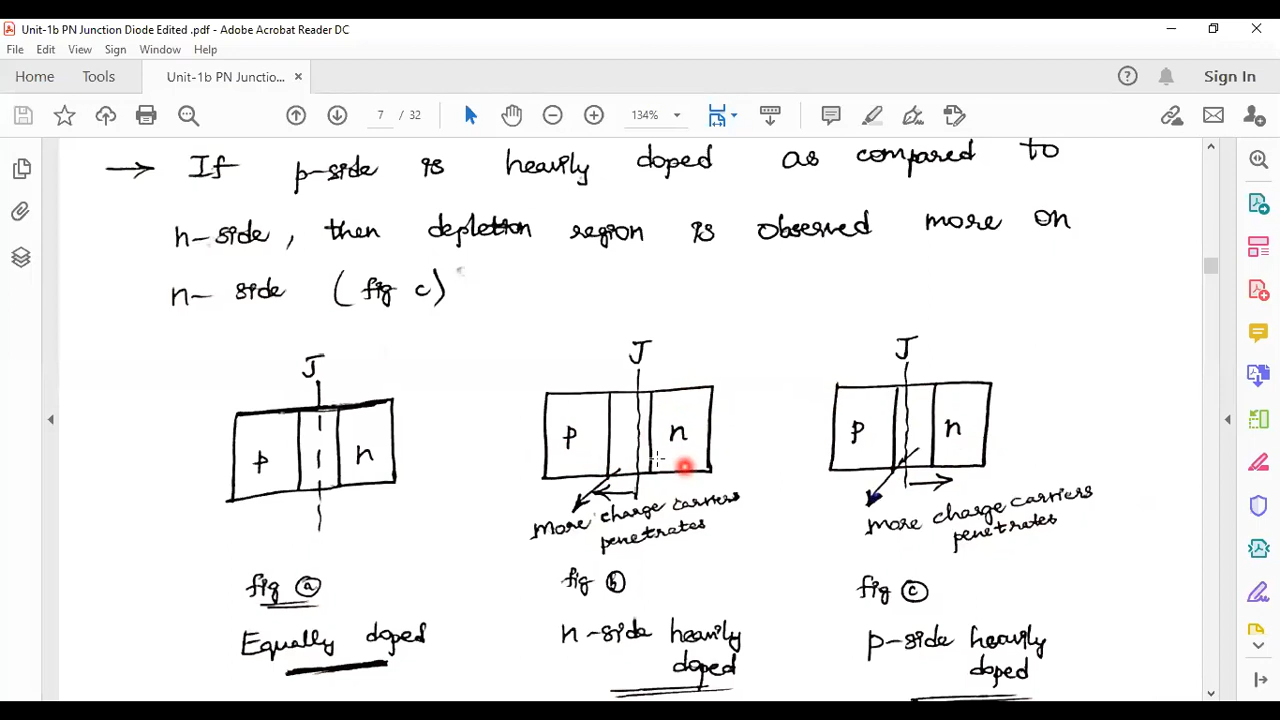 Unit-1b PN Junction Diode Edited .pdf - Adobe Acrobat Reader DC
File Edit View Sign Window Help
Home Tools Unit-1b PN Junctio... × Sign In
7 / 32 134%
→ If p-side is heavily doped as compared to
n-side, then depletion region is observed more on
n- side (fig c)
J J J
p n p n p n
More charge carriers penetrates
More charge carriers penetrates
fig (a) fig (b) fig (c)
Equally doped
n-side heavily doped
p-side heavily doped